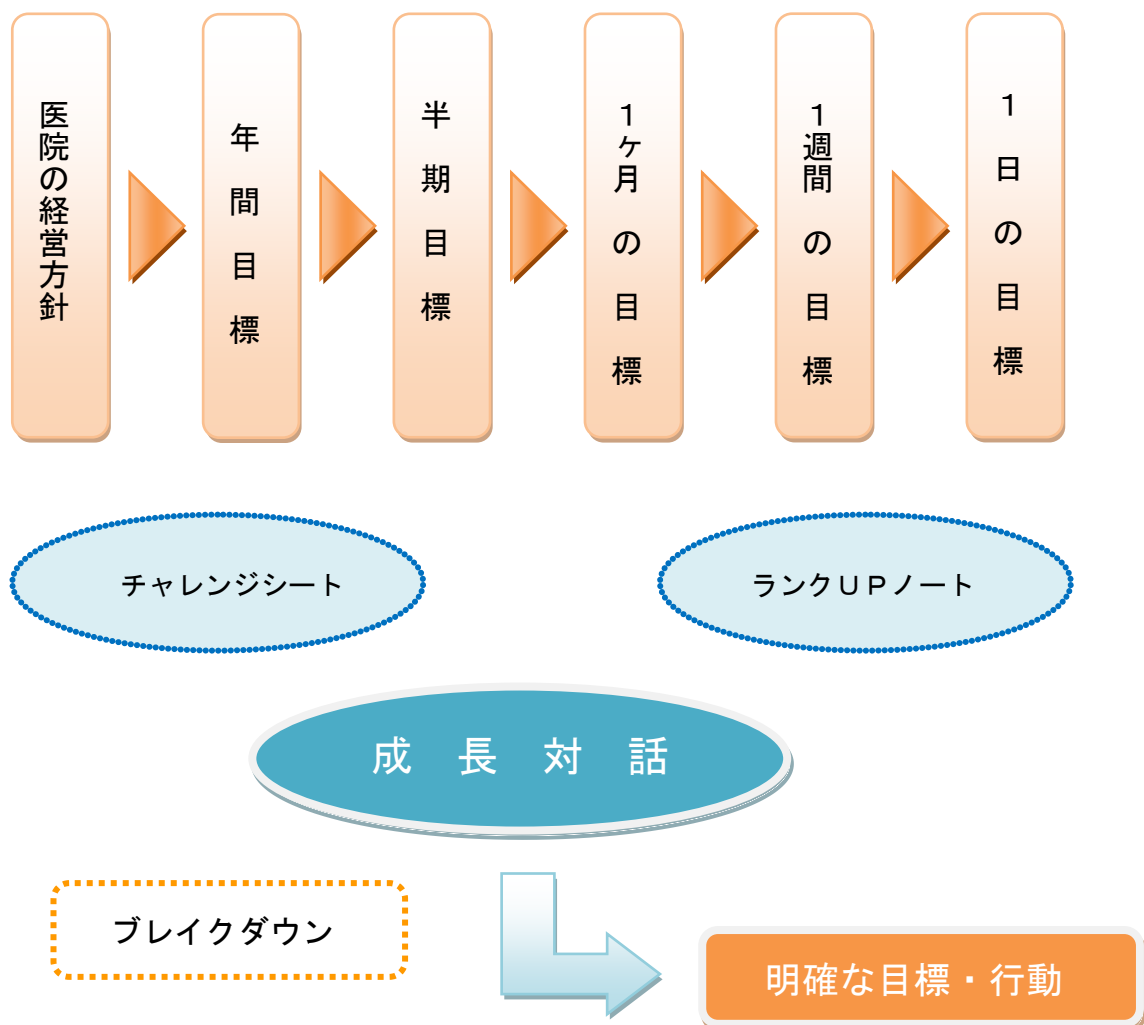 医院の経営方針
年間目標
半期目標
1ヶ月の目標
1週間の目標
1日の目標
チャレンジシート
ランクUPノート
成長対話
ブレイクダウン
明確な目標・行動